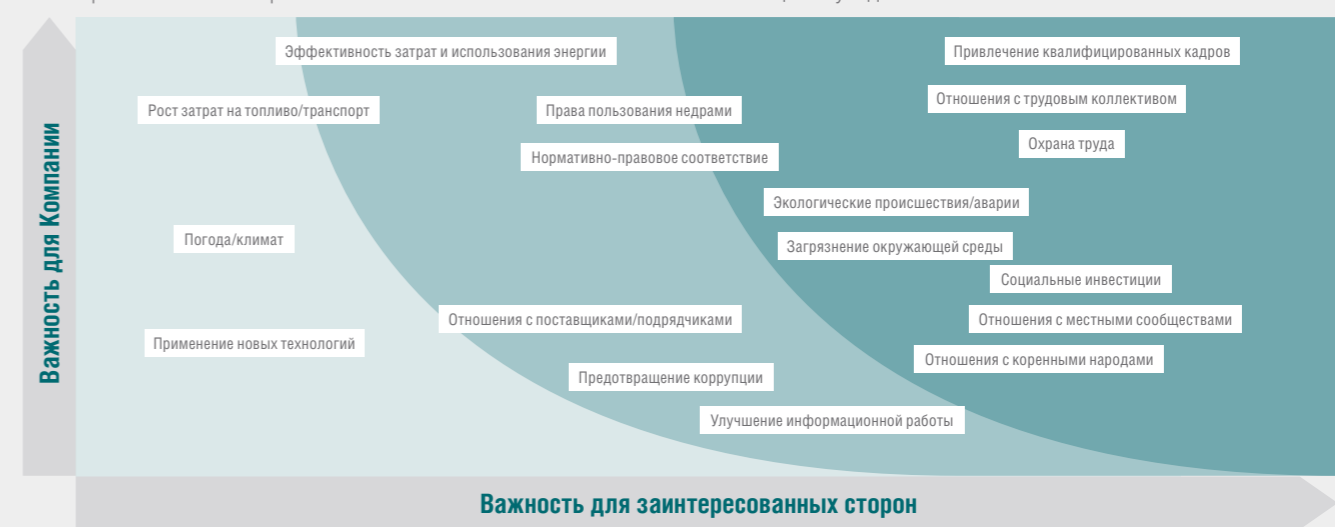 Эффективность затрат и использования энергии
Привлечение квалифицированных кадров
Рост затрат на топливо/транспорт
Права пользования недрами
Отношения с трудовым коллективом
Нормативно-правовое соответствие
Охрана труда
Экологические происшествия/аварии
Погода/климат
Загрязнение окружающей среды
Социальные инвестиции
Отношения с поставщиками/подрядчиками
Отношения с местными сообществами
Применение новых технологий
Отношения с коренными народами
Предотвращение коррупции
Улучшение информационной работы
Важность для Компании
Важность для заинтересованных сторон